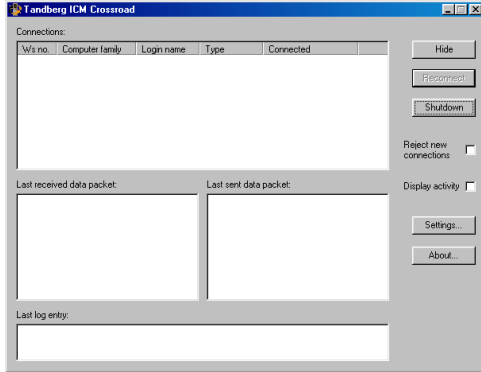 Tandberg ICM Crossroad
Connections:
Ws no. Computer family Login name Type Connected
Hide
Reconnect
Shutdown
Reject new
connections
Last received data packet:
Last sent data packet:
Display activity
Settings...
About...
Last log entry: